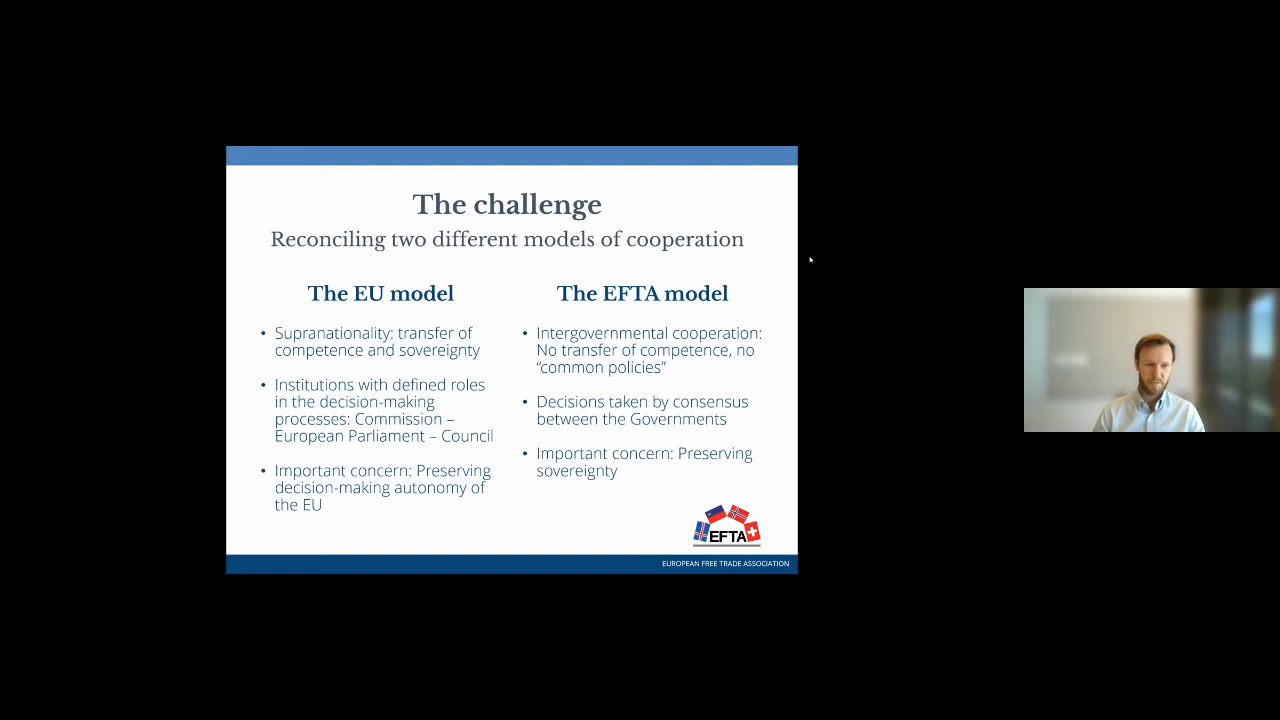 The challenge
Reconciling two different models of cooperation
The EU model
• Supranationality: transfer of
competence and sovereignty
• Institutions with defined roles
in the decision-making
processes: Commission –
European Parliament – Council
• Important concern: Preserving
decision-making autonomy of
the EU
The EFTA model
• Intergovernmental cooperation:
No transfer of competence, no
“common policies”
• Decisions taken by consensus
between the Governments
• Important concern: Preserving
sovereignty
EFTA
EUROPEAN FREE TRADE ASSOCIATION